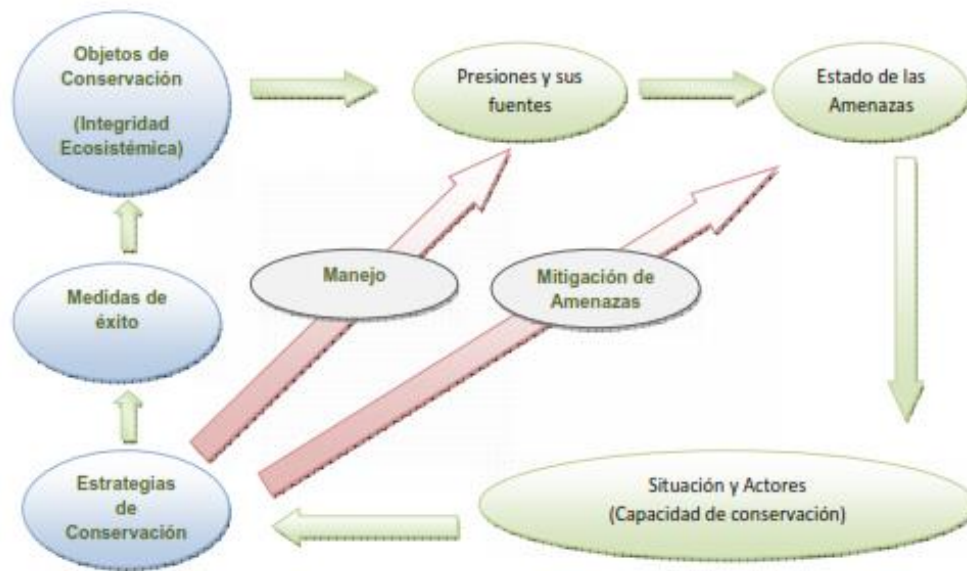 Objetos de
Conservación
(Integridad
Ecosistémica)
Presiones y sus
fuentes
Estado de las
Amenazas
Manejo
Mitigación de
Amenazas
Medidas de
éxito
Estrategias
de
Conservación
Situación y Actores
(Capacidad de conservación)